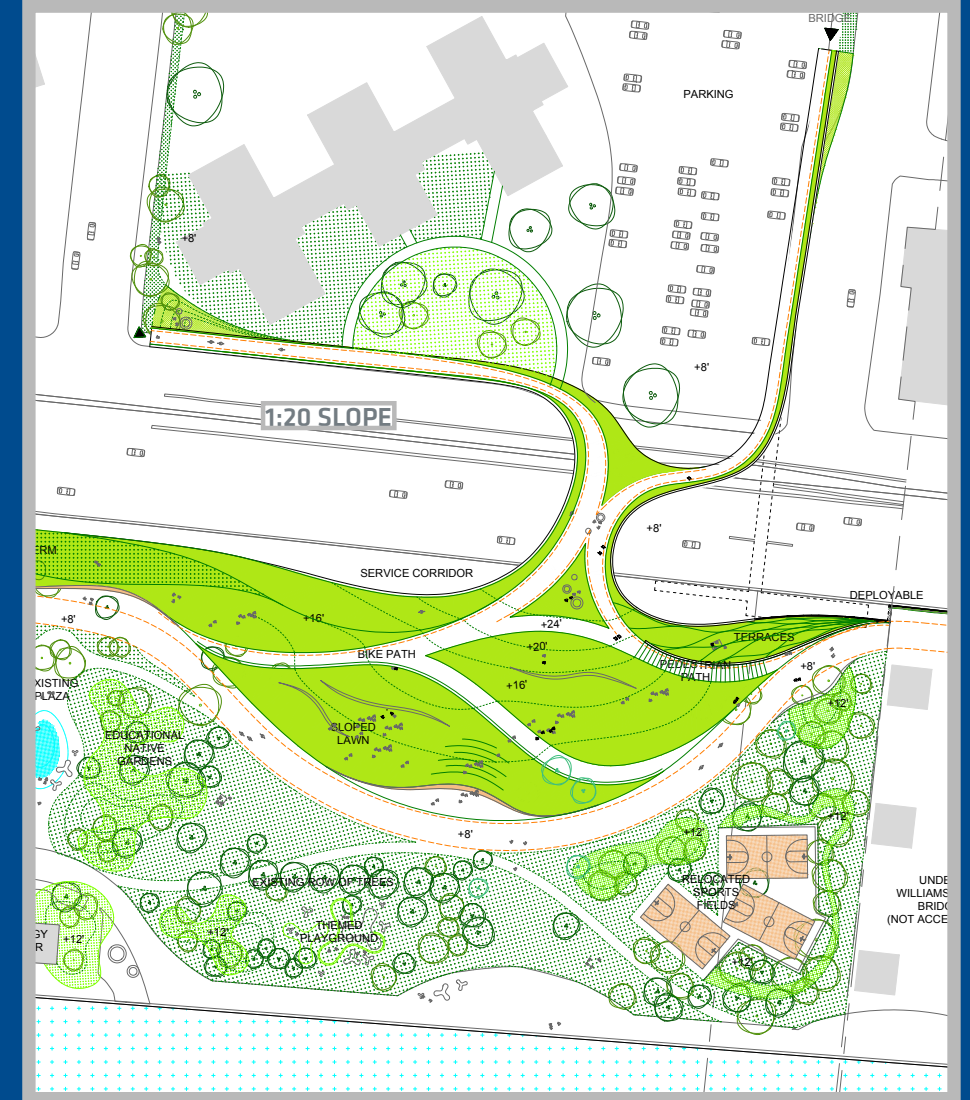 BRIDGE
PARKING
+8'
+8'
1:20 SLOPE
+8'
ERM
SERVICE CORRIDOR
DEPLOYABLE
+8'
+16'
+24'
TERRACES
+20'
BIKE PATH
PEDESTRIAN
PATH
+8'
XISTING
PLAZA
+16'
+12'
SLOPED
LAWN
EDUCATIONAL
NATIVE
GARDENS
+8'
+12'
+12'
EXISTING ROW OF TREES
RELOCATED
SPORTS
FIELDS
UNDE
WILLIAMS
BRIDG
(NOT ACCE
THEMED
PLAYGROUND
+12'
GY
R
+12'
+12'